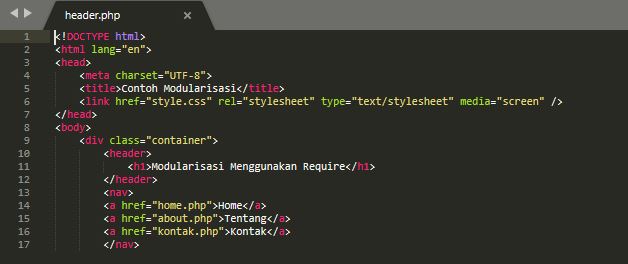 header.php
1 <!DOCTYPE html>
2 <html lang="en">
3 <head>
4 <meta charset="UTF-8">
5 <title>Contoh Modularisasi</title>
6 <link href="style.css" rel="stylesheet" type="text/stylesheet" media="screen" />
7 </head>
8 <body>
9 <div class="container">
10 <header>
11 <h1>Modularisasi Menggunakan Require</h1>
12 </header>
13 <nav>
14 <a href="home.php">Home</a>
15 <a href="about.php">Tentang</a>
16 <a href="kontak.php">Kontak</a>
17 </nav>